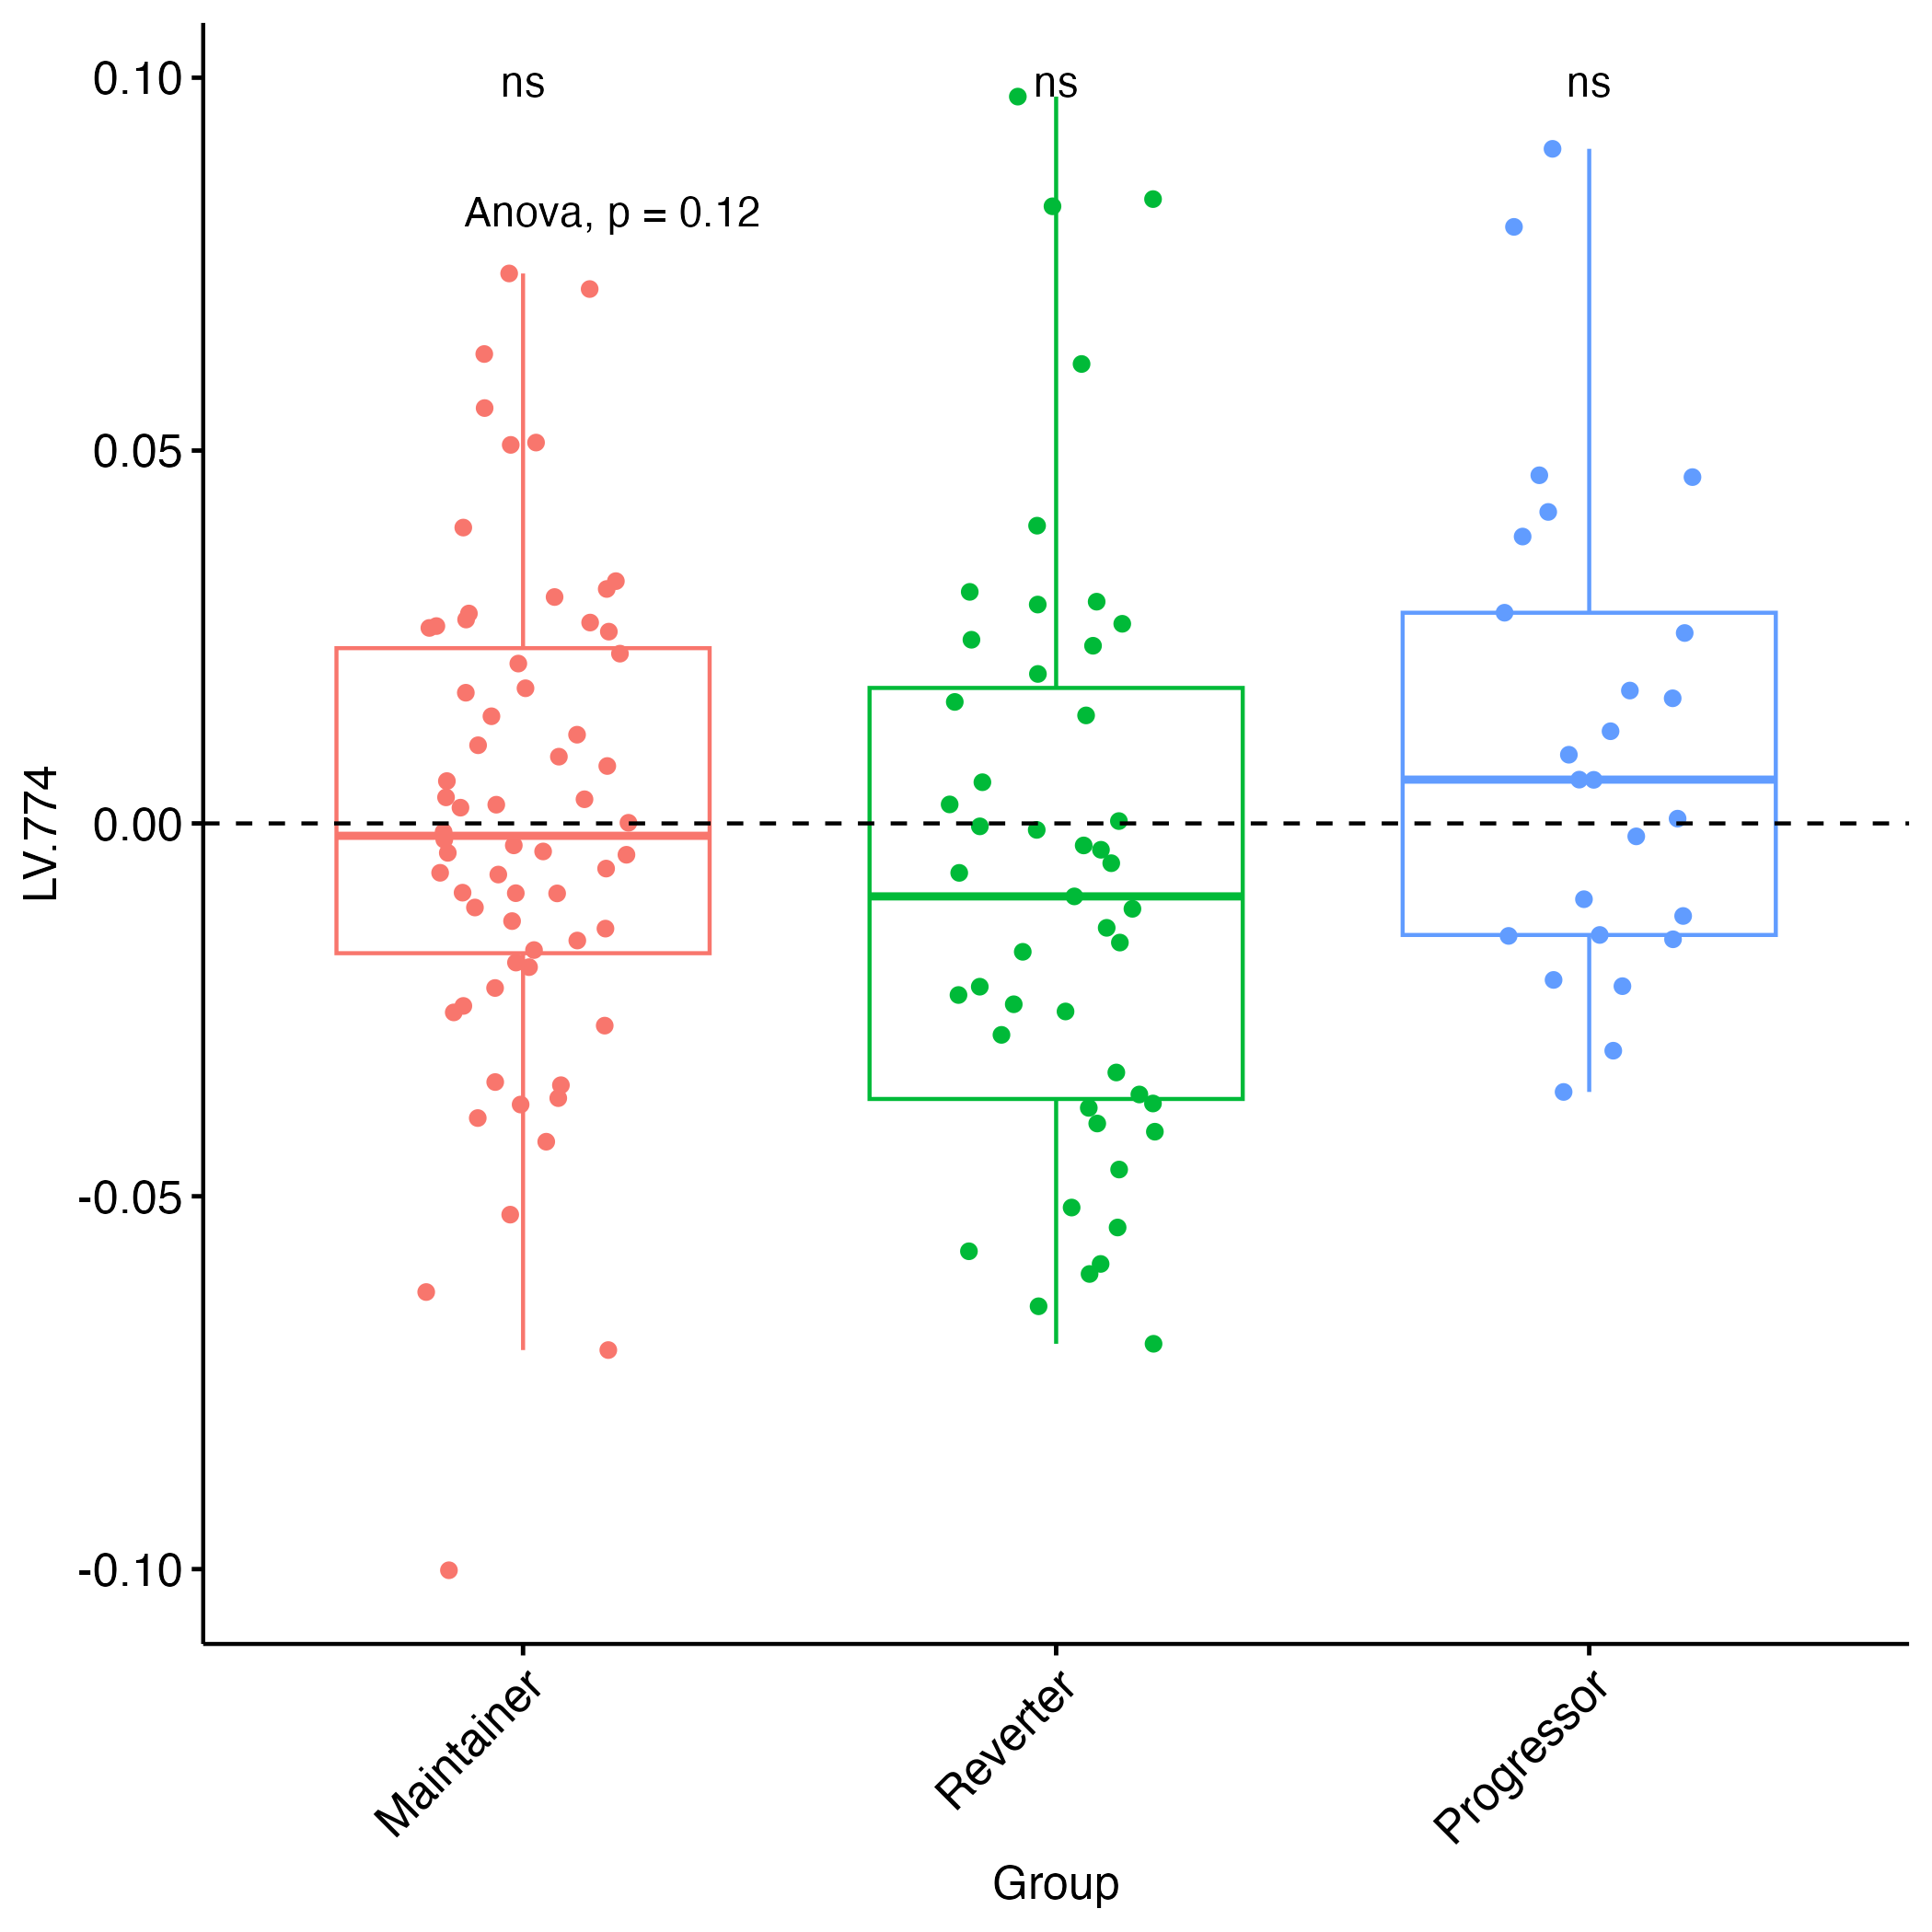 ns ns ns
Anova, p = 0.12
0.10
0.05
0.00
-0.05
-0.10
LV.774
Maintainer
Reverter
Progressor
Group